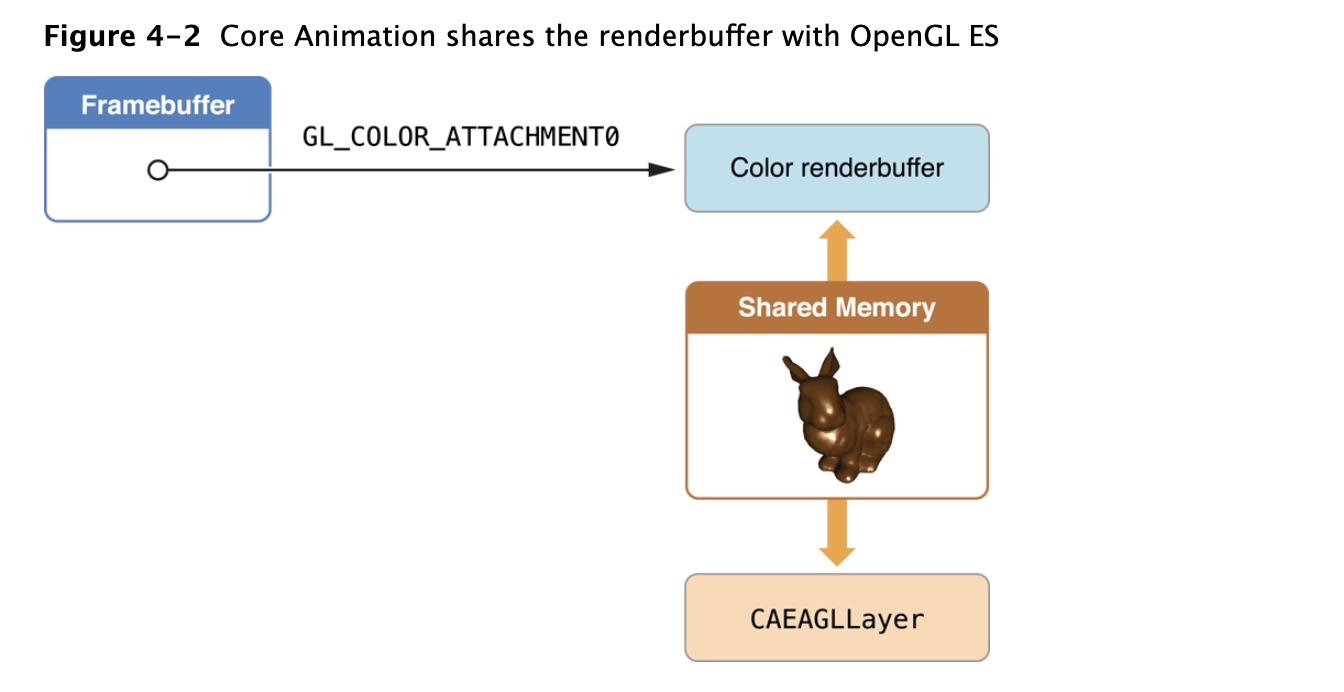 Figure 4-2 Core Animation shares the renderbuffer with OpenGL ES
Framebuffer
GL_COLOR_ATTACHMENT0
Color renderbuffer
Shared Memory
CAEAGLLayer